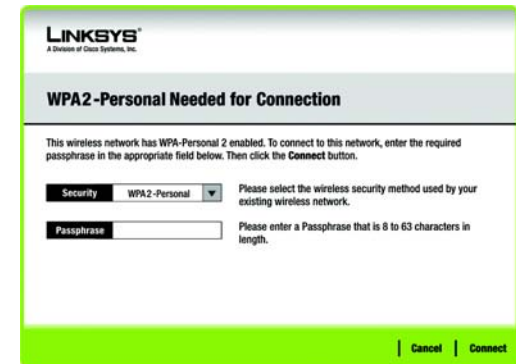 LINKSYS®
A Division of Cisco Systems, Inc.
WPA2-Personal Needed for Connection
This wireless network has WPA-Personal 2 enabled. To connect to this network, enter the required
passphrase in the appropriate field below. Then click the Connect button.
Security WPA2-Personal
Please select the wireless security method used by your
existing wireless network.
Passphrase
Please enter a Passphrase that is 8 to 63 characters in
length.
Cancel Connect